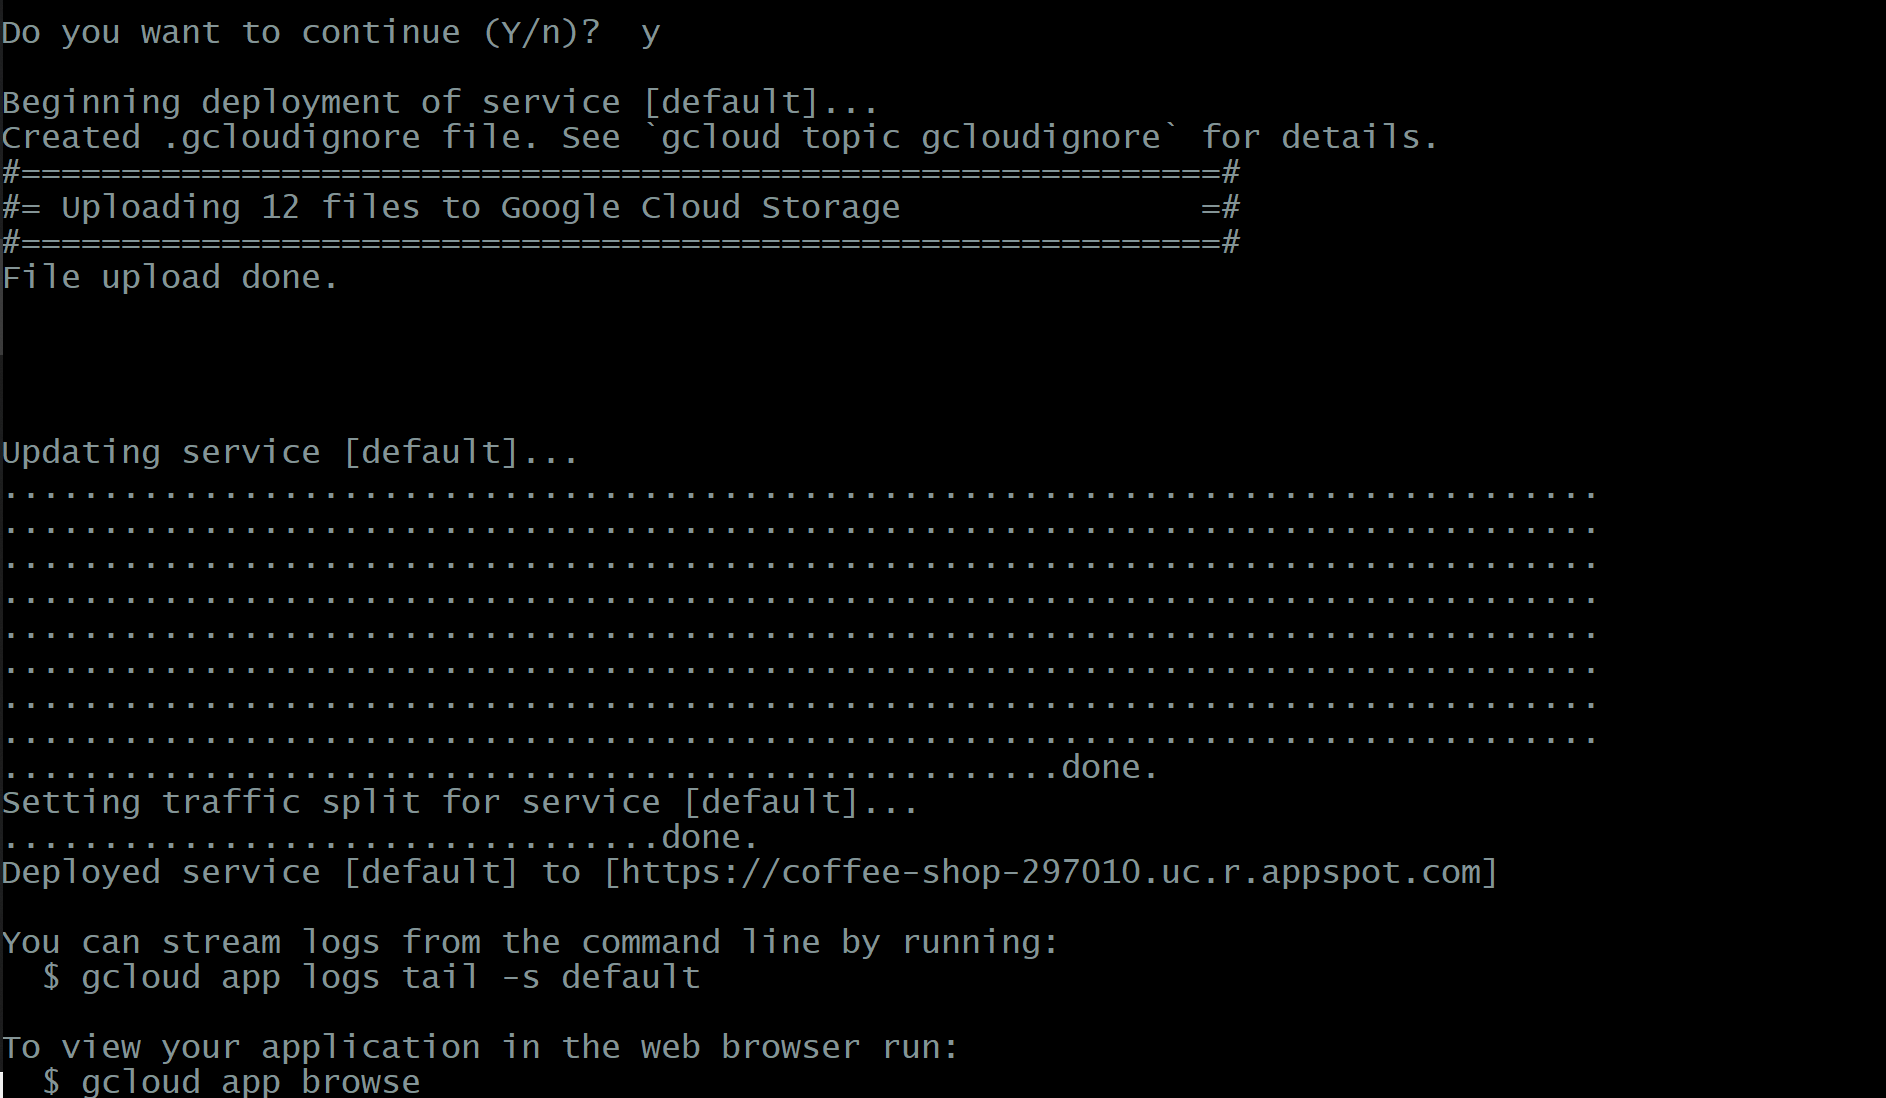 Do you want to continue (Y/n)?  y
Beginning deployment of service [default]...
Created .gcloudignore file. See `gcloud topic gcloudignore` for details.
#============================================================#
#= Uploading 12 files to Google Cloud Storage               =#
#============================================================#
File upload done.
Updating service [default]...
................................................................................
................................................................................
................................................................................
................................................................................
................................................................................
................................................................................
................................................................................
................................................................................
.....................................................done.
Setting traffic split for service [default]...
.................................done.
Deployed service [default] to [https://coffee-shop-297010.uc.r.appspot.com]
You can stream logs from the command line by running:
  $ gcloud app logs tail -s default
To view your application in the web browser run:
  $ gcloud app browse